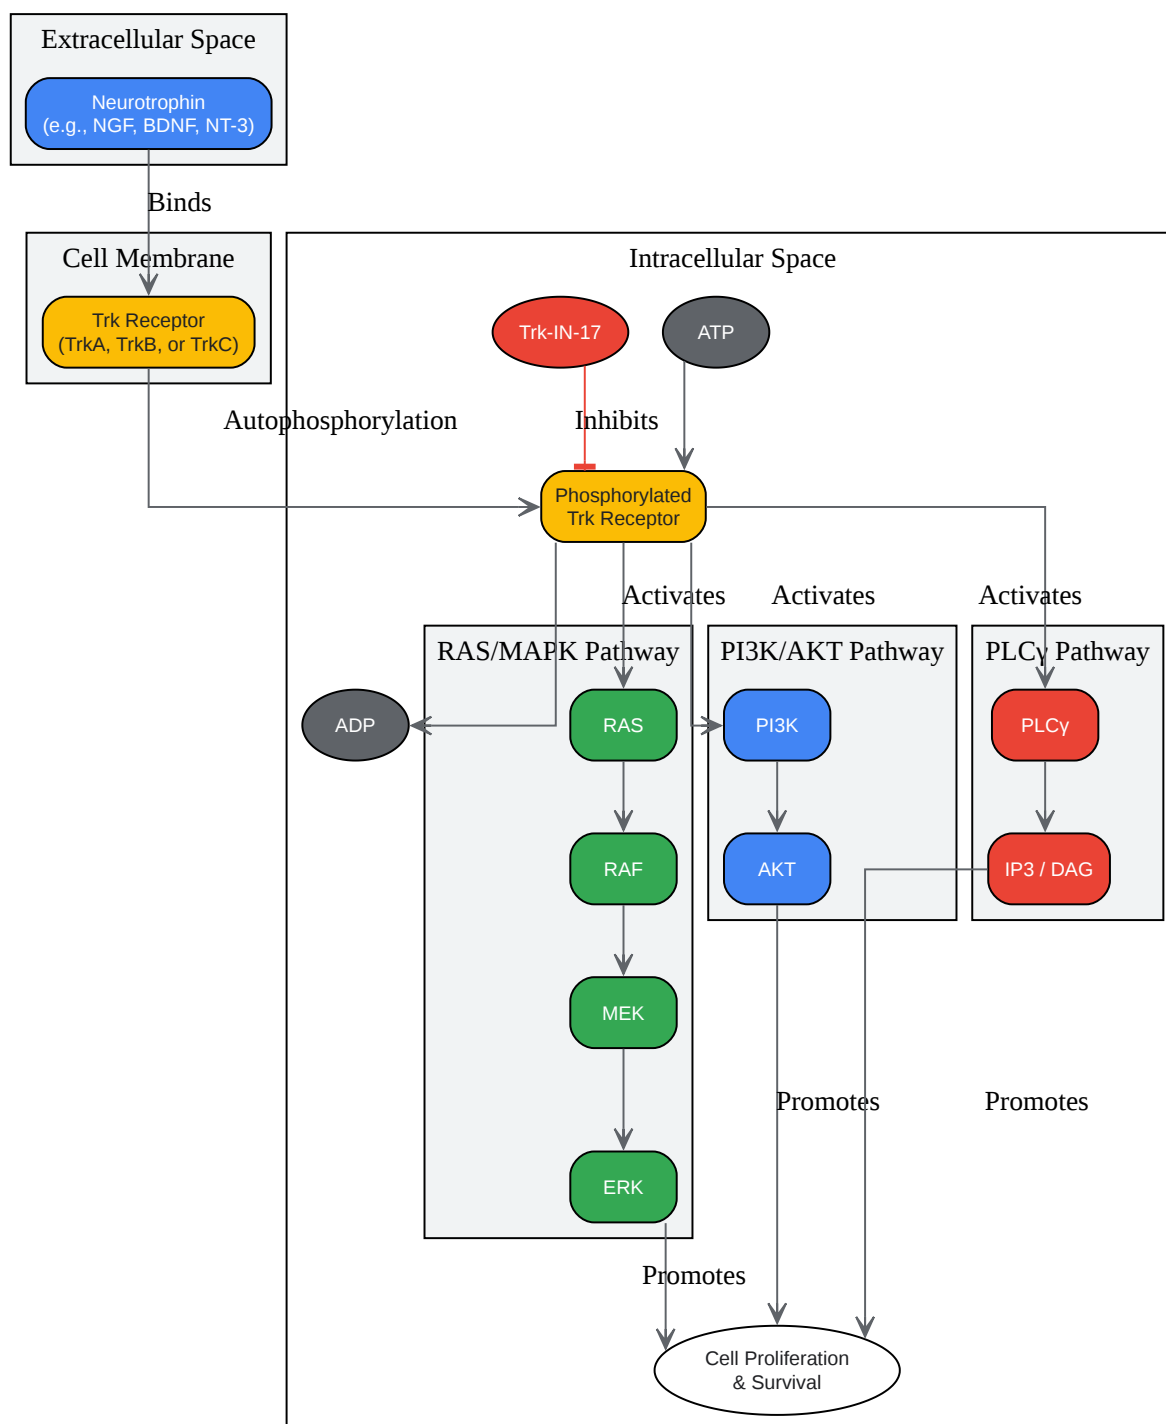 Extracellular Space
Neurotrophin
(e.g., NGF, BDNF, NT-3)
Binds
Cell Membrane
Trk Receptor
(TrkA, TrkB, or TrkC)
Intracellular Space
Trk-IN-17
ATP
Autophosphorylation
Inhibits
Phosphorylated
Trk Receptor
Activates
Activates
Activates
RAS/MAPK Pathway
PI3K/AKT Pathway
PLCγ Pathway
ADP
RAS
PI3K
PLCγ
RAF
AKT
IP3 / DAG
MEK
Promotes
Promotes
ERK
Promotes
Cell Proliferation
& Survival